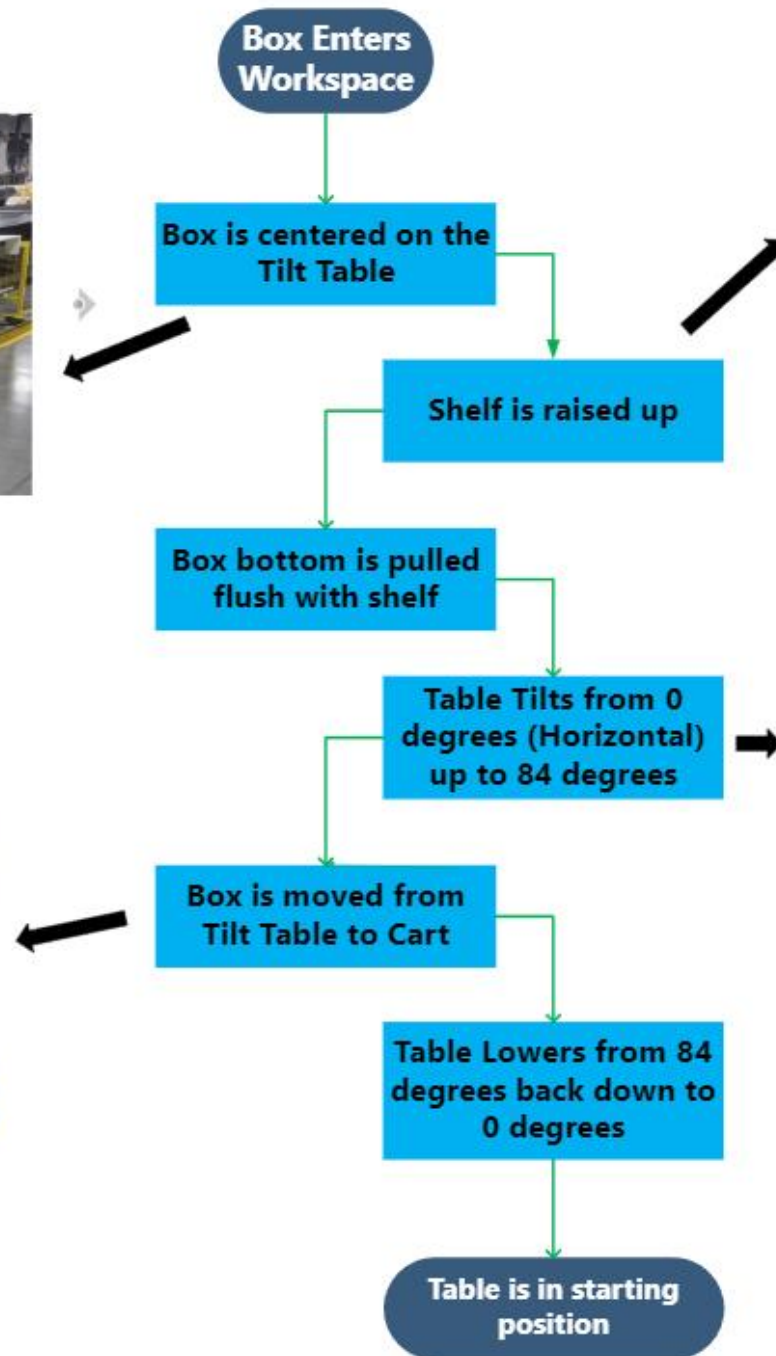 Box Enters
Workspace
Box is centered on the
Tilt Table
Shelf is raised up
Box bottom is pulled
flush with shelf
Table Tilts from 0
degrees (Horizontal)
up to 84 degrees
Box is moved from
Tilt Table to Cart
Table Lowers from 84
degrees back down to
0 degrees
Table is in starting
position